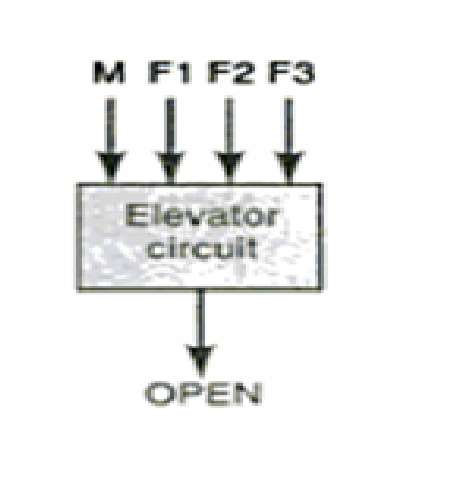 M F1 F2 F3
Elevator
circuit
OPEN